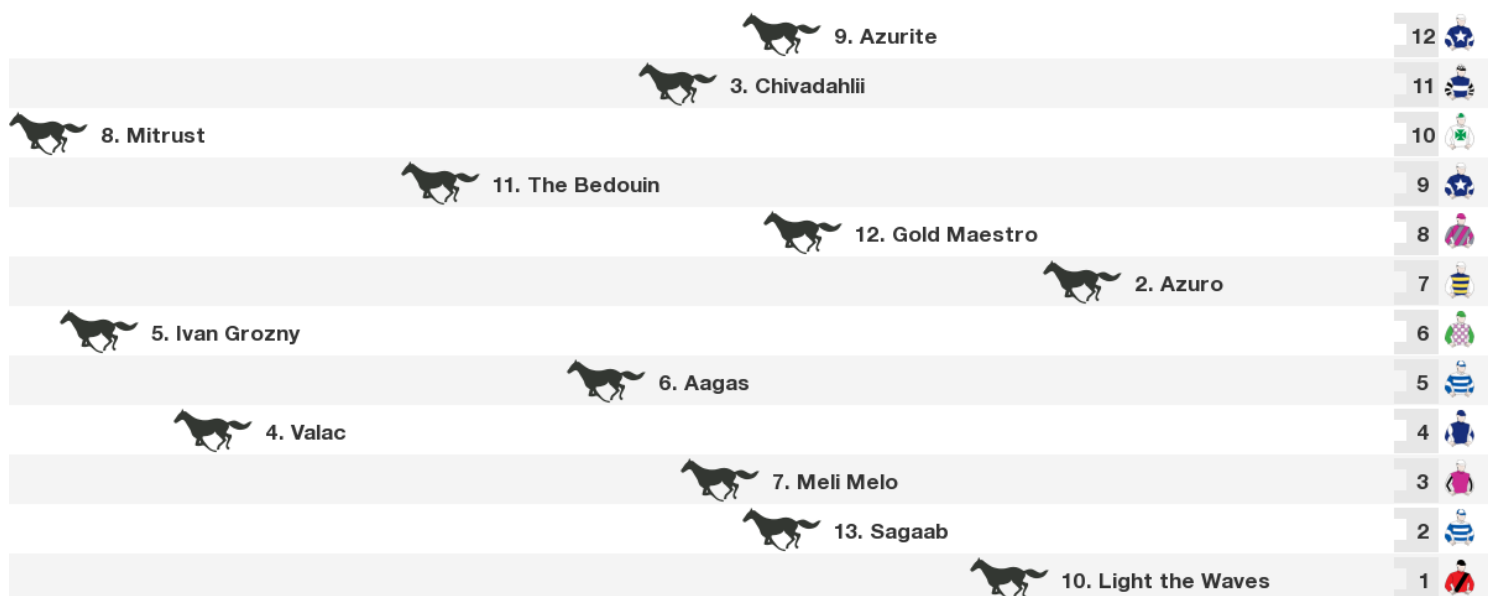 9. Azurite 12
3. Chivadahlii 11
8. Mitrust 10
11. The Bedouin 9
12. Gold Maestro 8
2. Azuro 7
5. Ivan Grozny 6
6. Aagas 5
4. Valac 4
7. Meli Melo 3
13. Sagaab 2
10. Light the Waves 1